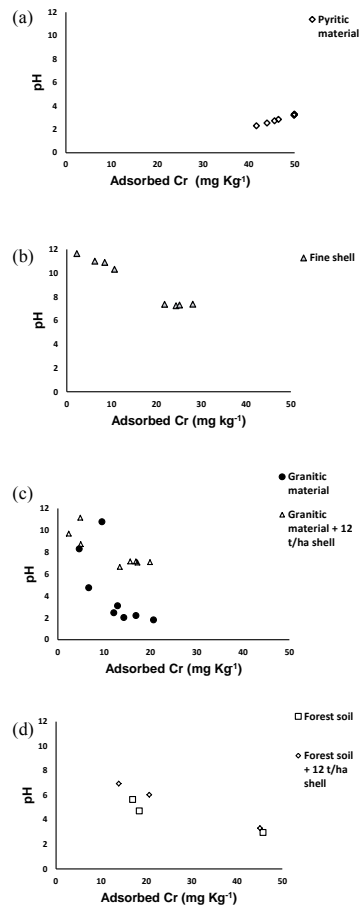 (a)
Pyritic
material
12
10
8
6
4
2
0
pH
0 10 20 30 40 50
Adsorbed Cr (mg Kg-1)
(b)
Fine shell
12
10
8
6
4
2
0
pH
0 10 20 30 40 50
Adsorbed Cr (mg kg-1)
(c)
Granitic
material
Granitic
material + 12
t/ha shell
12
10
8
6
4
2
0
pH
0 10 20 30 40 50
Adsorbed Cr (mg Kg-1)
(d)
Forest soil
Forest soil
+ 12 t/ha
shell
12
10
8
6
4
2
0
pH
0 10 20 30 40 50
Adsorbed Cr (mg Kg-1)